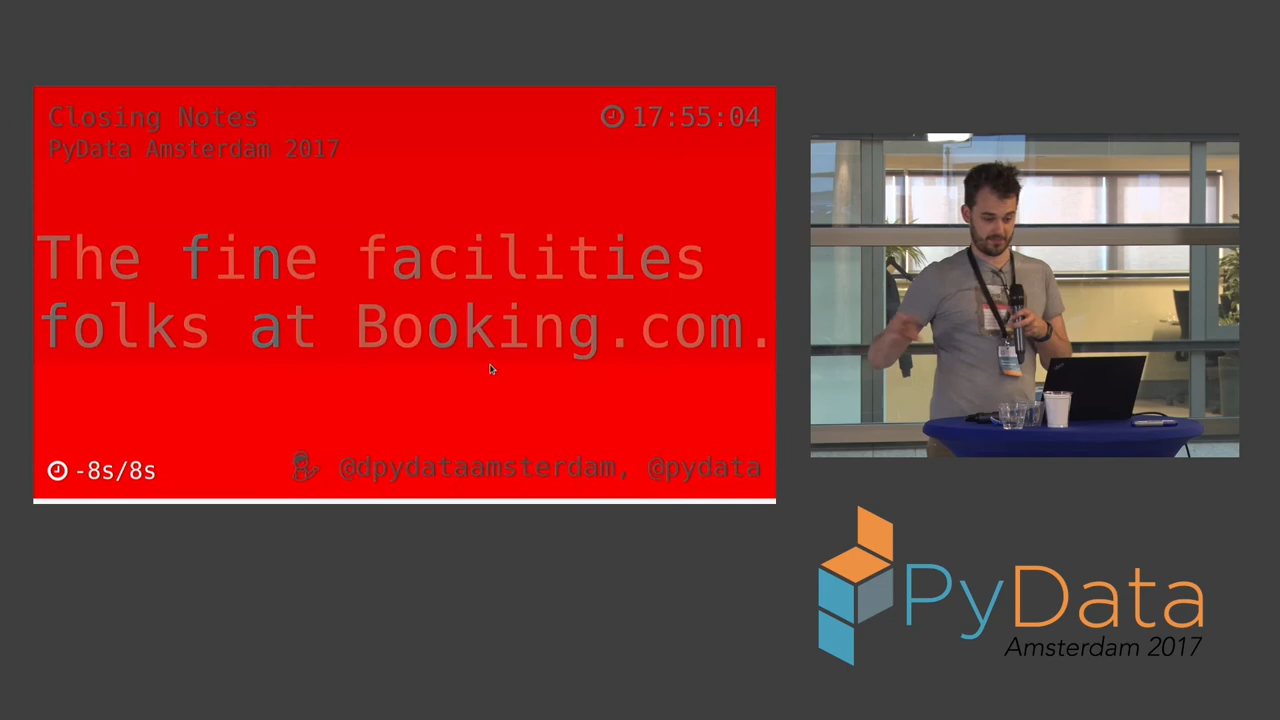 Closing Notes
17:55:04
PyData Amsterdam 2017
The fine facilities
folks at Booking.com.
-8s/8s
@dpydataamsterdam, @pydata
PyData
Amsterdam 2017